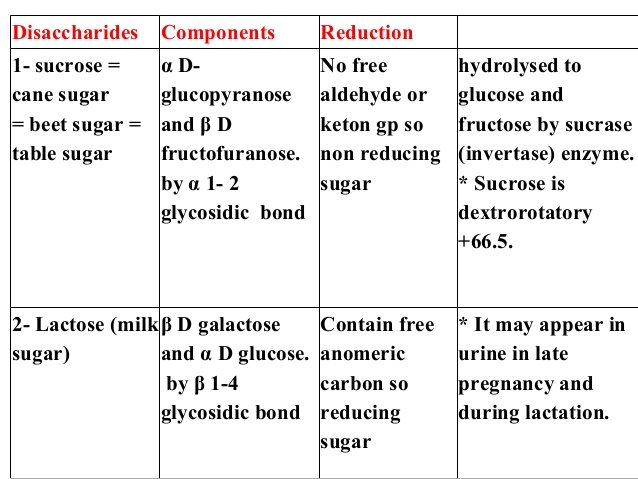 Disaccharides Components Reduction
1- sucrose =
cane sugar
= beet sugar =
table sugar
α D-
glucopyranose
and β D
fructofuranose.
by α 1- 2
glycosidic bond
No free
aldehyde or
keton gp so
non reducing
sugar
hydrolysed to
glucose and
fructose by sucrase
(invertase) enzyme.
* Sucrose is
dextrorotatory
+66.5.
2- Lactose (milk
sugar)
β D galactose
and α D glucose.
by β 1-4
glycosidic bond
Contain free
anomeric
carbon so
reducing
sugar
* It may appear in
urine in late
pregnancy and
during lactation.